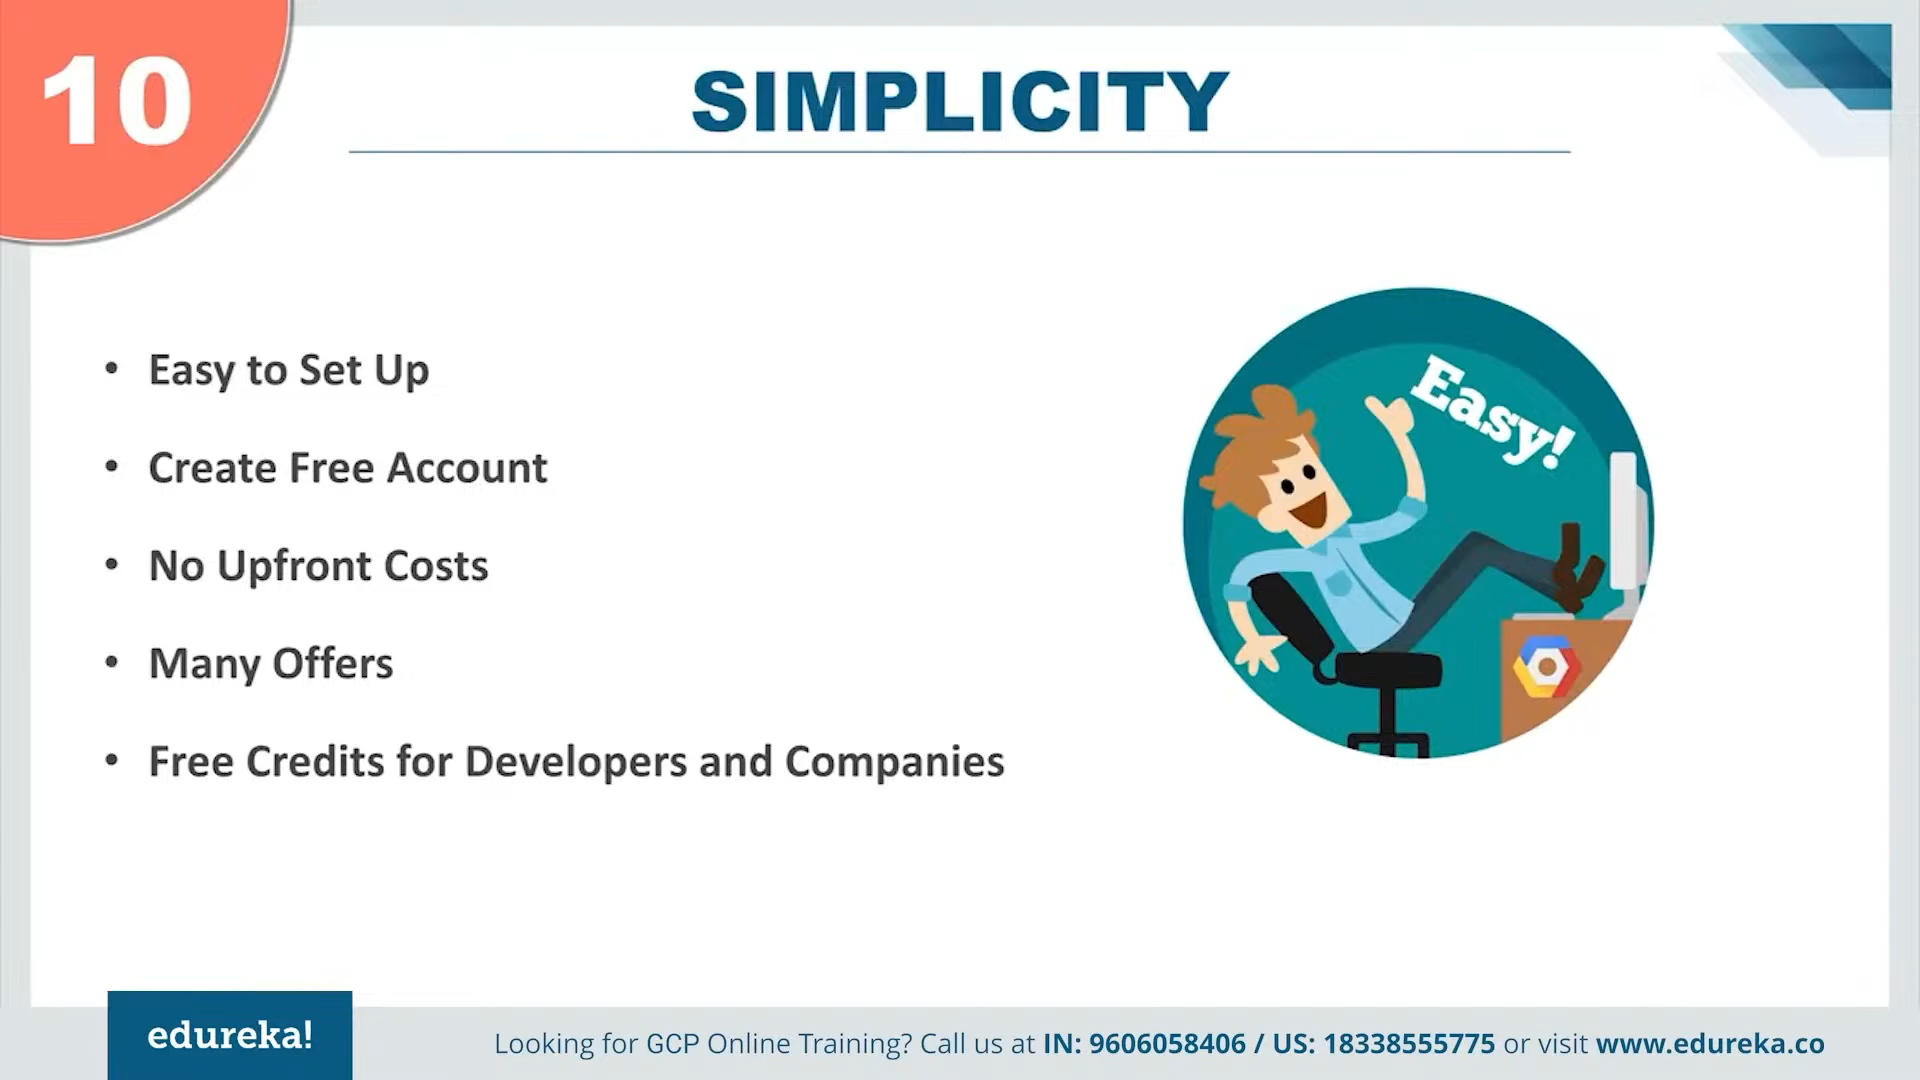 10
SIMPLICITY
• Easy to Set Up
• Create Free Account
• No Upfront Costs
• Many Offers
• Free Credits for Developers and Companies
Easy!
edureka!
Looking for GCP Online Training? Call us at IN: 9606058406 / US: 18338555775 or visit www.edureka.co